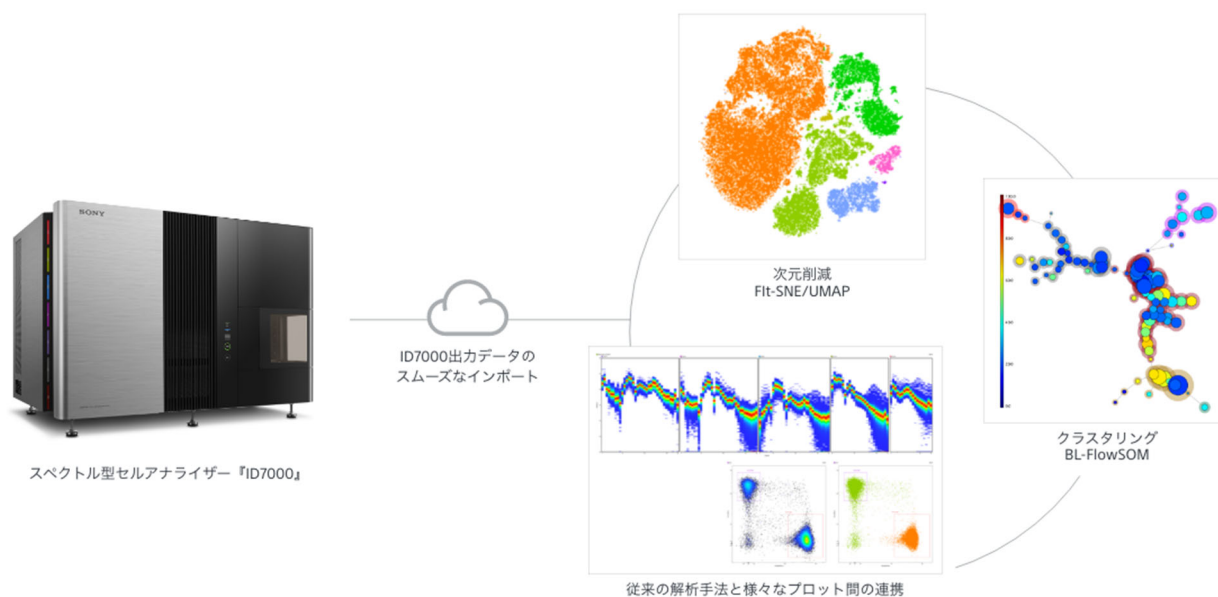 SONY
スペクトル型セルアナライザー『ID7000』
ID7000出力データの
スムーズなインポート
次元削減
FIt-SNE/UMAP
クラスタリング
BL-FlowSOM
従来の解析手法と様々なプロット間の連携